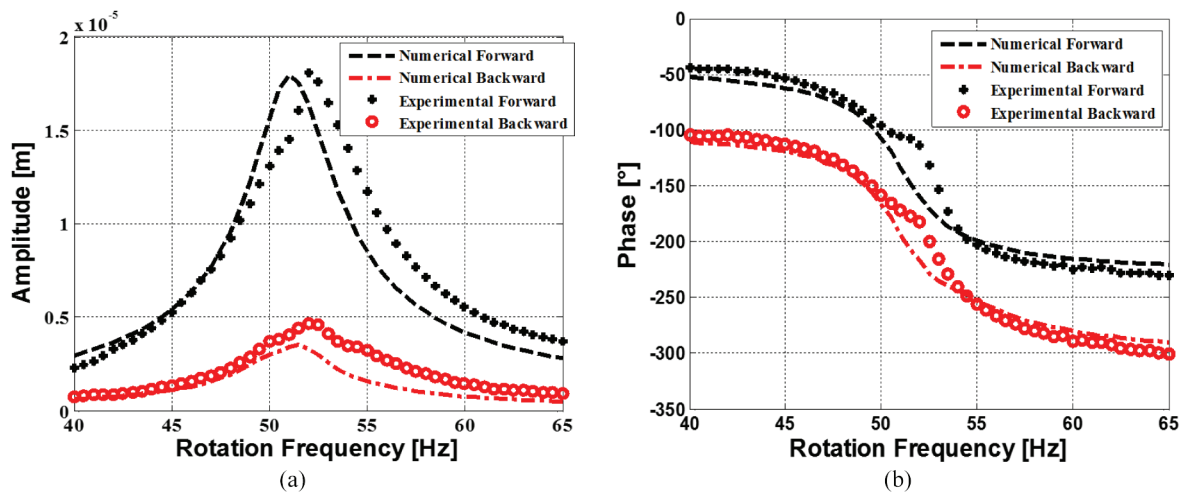 x 10⁻⁵
2
1.5
1
0.5
0
Amplitude [m]
40 45 50 55 60 65
Rotation Frequency [Hz]
Numerical Forward
Numerical Backward
Experimental Forward
Experimental Backward
(a)
0
-50
-100
-150
-200
-250
-300
-350
Phase [°]
40 45 50 55 60 65
Rotation Frequency [Hz]
Numerical Forward
Numerical Backward
Experimental Forward
Experimental Backward
(b)